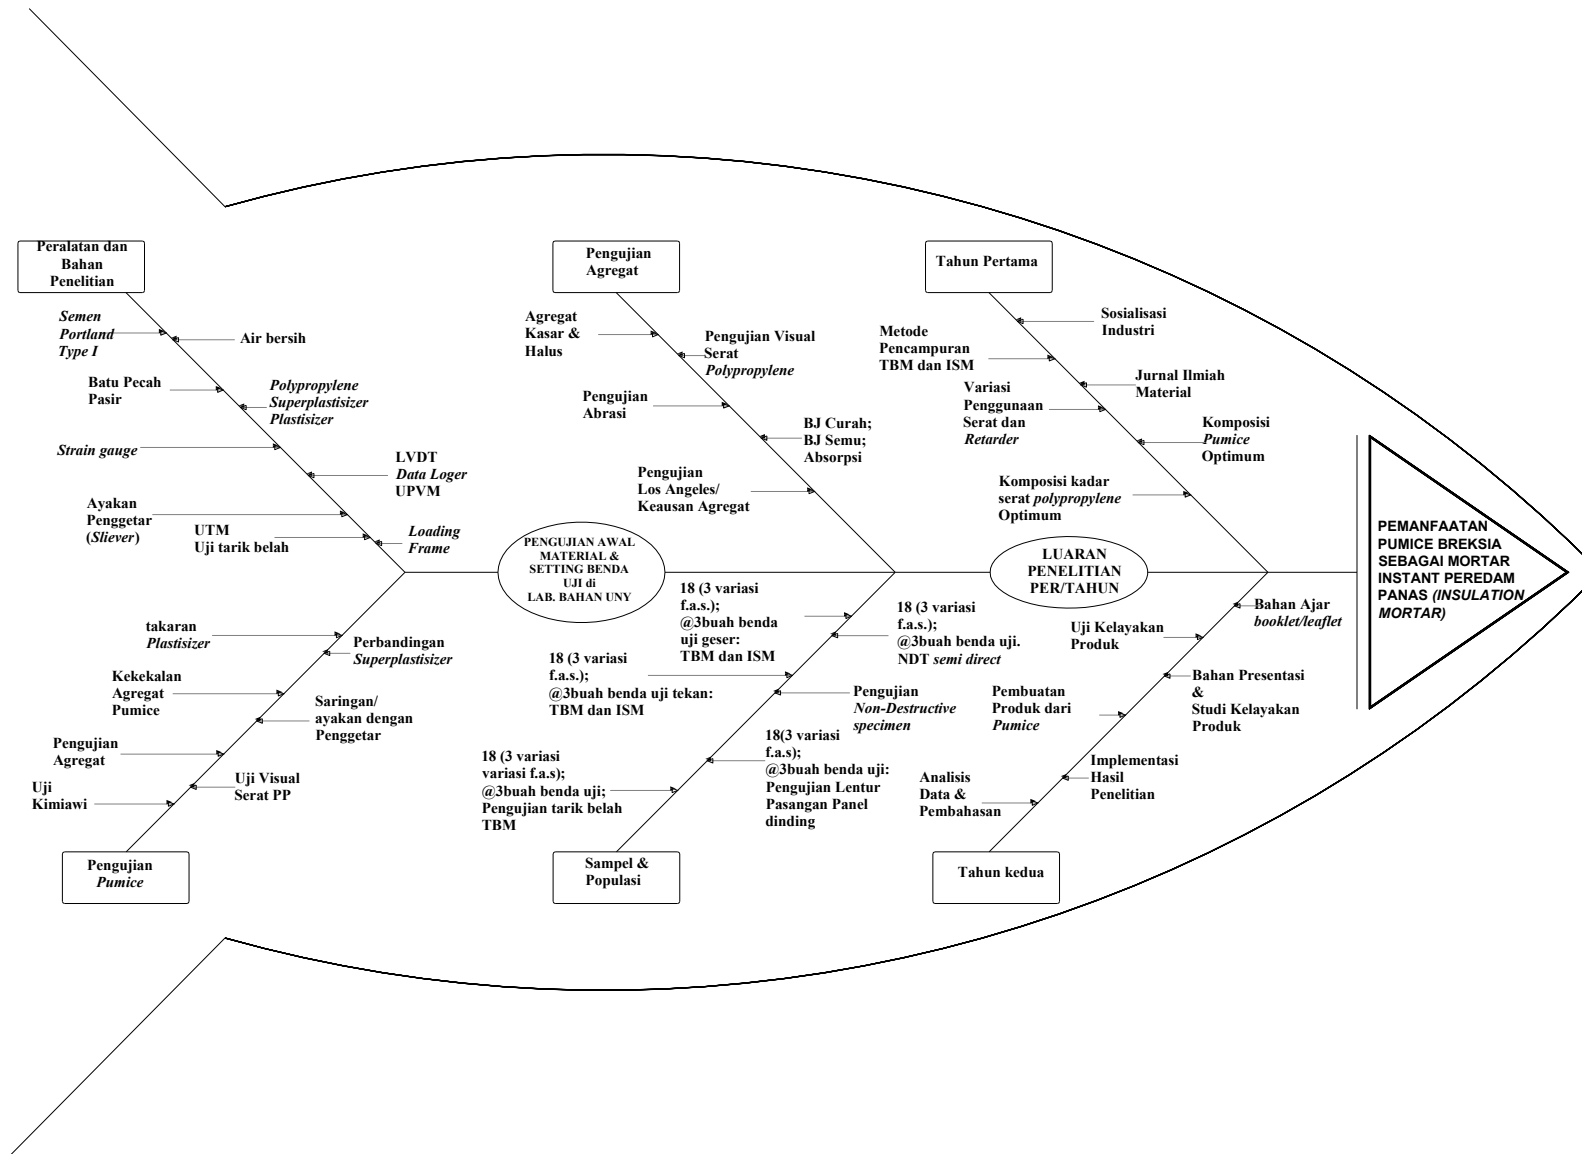 Peralatan dan
Bahan
Penelitian
Semen
Portland
Type I
Air bersih
Batu Pecah
Pasir
Polypropylene
Superplastisizer
Plastisizer
Strain gauge
LVDT
Data Loger
UPVM
Ayakan
Penggetar
(Sliever)
UTM
Uji tarik belah
Loading
Frame
Pengujian
Agregat
Agregat
Kasar &
Halus
Pengujian Visual
Serat
Polypropylene
Pengujian
Abrasi
BJ Curah;
BJ Semu;
Absorpsi
Pengujian
Los Angeles/
Keausan Agregat
Tahun Pertama
Sosialisasi
Industri
Metode
Pencampuran
TBM dan ISM
Jurnal Ilmiah
Material
Variasi
Penggunaan
Serat dan
Retarder
Komposisi
Pumice
Optimum
Komposisi kadar
serat polypropylene
Optimum
PENGUJIAN AWAL
MATERIAL &
SETTING BENDA
UJI di
LAB. BAHAN UNY
LUARAN
PENELITIAN
PER/TAHUN
PEMANFAATAN
PUMICE BREKSIA
SEBAGAI MORTAR
INSTANT PEREDAM
PANAS (INSULATION
MORTAR)
takaran
Plastisizer
Perbandingan
Superplastisizer
Kekekalan
Agregat
Pumice
Saringan/
ayakan dengan
Penggetar
Pengujian
Agregat
Uji
Kimiawi
Uji Visual
Serat PP
Pengujian
Pumice
18 (3 variasi
f.a.s.);
@3buah benda
uji geser:
TBM dan ISM
18 (3 variasi
f.a.s.);
@3buah benda uji.
NDT semi direct
18 (3 variasi
f.a.s.);
@3buah benda uji tekan:
TBM dan ISM
Pengujian
Non-Destructive
specimen
18 (3 variasi
variasi f.a.s);
@3buah benda uji;
Pengujian tarik belah
TBM
18(3 variasi
f.a.s);
@3buah benda uji:
Pengujian Lentur
Pasangan Panel
dinding
Sampel &
Populasi
Bahan Ajar
booklet/leaflet
Uji Kelayakan
Produk
Bahan Presentasi
&
Studi Kelayakan
Produk
Pembuatan
Produk dari
Pumice
Implementasi
Hasil
Penelitian
Analisis
Data &
Pembahasan
Tahun kedua